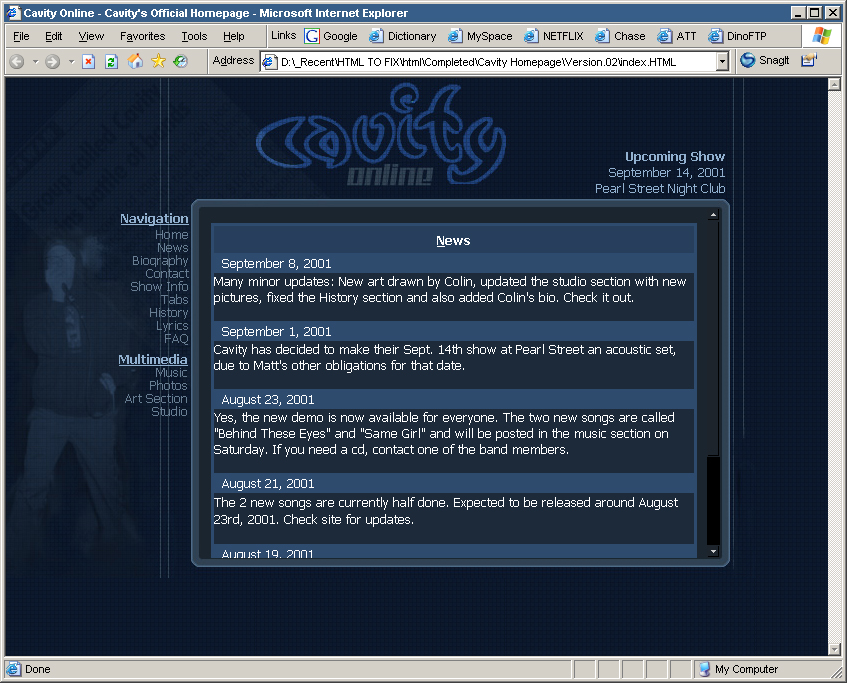 Cavity Online - Cavity's Official Homepage - Microsoft Internet Explorer
File Edit View Favorites Tools Help Links Google Dictionary MySpace NETFLIX Chase ATT DinoFTP
Address D:\_Recent\HTML TO FIX\html\Completed\Cavity Homepage\Version.02\index.HTML SnagIt
cavity
online
Upcoming Show
September 14, 2001
Pearl Street Night Club
Navigation
Home
News
Biography
Contact
Show Info
Tabs
History
Lyrics
FAQ
Multimedia
Music
Photos
Art Section
Studio
News
September 8, 2001
Many minor updates: New art drawn by Colin, updated the studio section with new
pictures, fixed the History section and also added Colin's bio. Check it out.
September 1, 2001
Cavity has decided to make their Sept. 14th show at Pearl Street an acoustic set,
due to Matt's other obligations for that date.
August 23, 2001
Yes, the new demo is now available for everyone. The two new songs are called
"Behind These Eyes" and "Same Girl" and will be posted in the music section on
Saturday. If you need a cd, contact one of the band members.
August 21, 2001
The 2 new songs are currently half done. Expected to be released around August
23rd, 2001. Check site for updates.
August 19, 2001
Done
My Computer